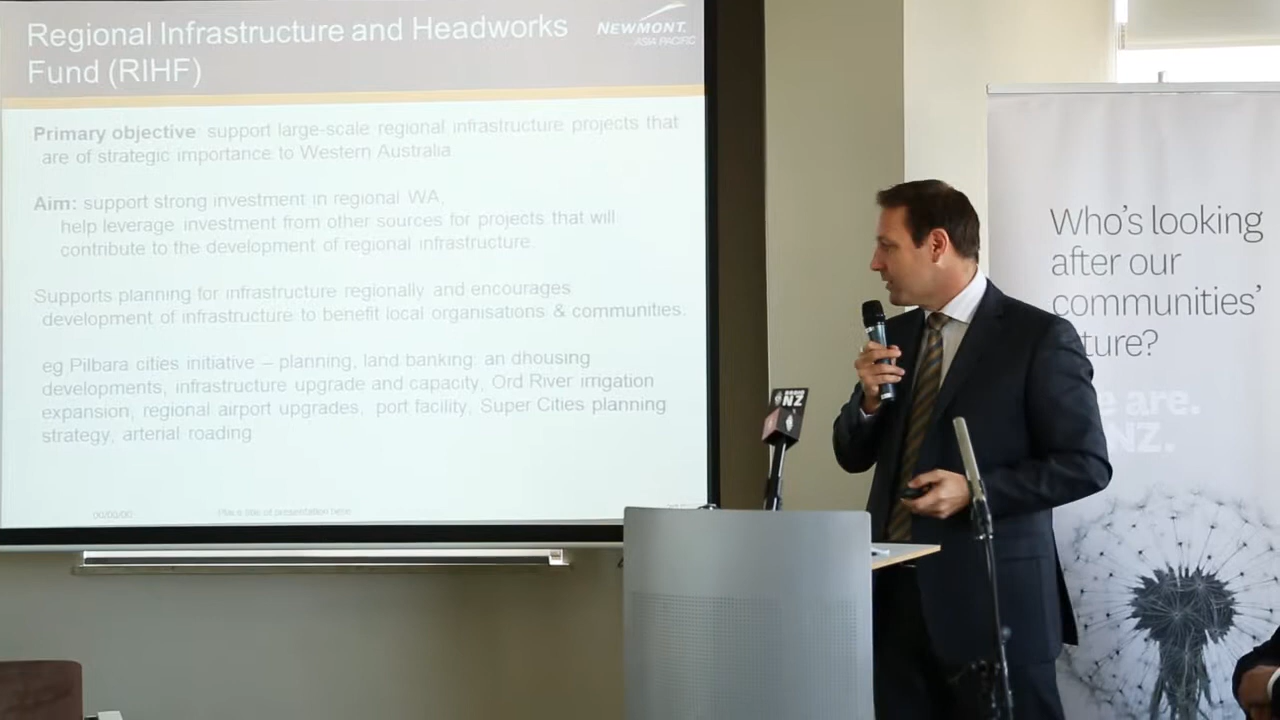 Regional Infrastructure and Headworks
Fund (RIHF)
NEWMONT.
ASIA PACIFIC
Primary objective support large-scale regional infrastructure projects that
are of strategic importance to Western Australia
Aim: support strong investment in regional WA,
help leverage investment from other sources for projects that will
contribute to the development of regional infrastructure.
Supports planning for infrastructure regionally and encourages
development of infrastructure to benefit local organisations & communities.
eg Pilbara cities initiative – planning, land banking: an dhousing
developments, infrastructure upgrade and capacity, Ord River irrigation
expansion, regional airport upgrades, port facility, Super Cities planning
strategy, arterial roading
00/00/00
RADIO
NZ
Who's looking
after our
communities'
ture?
e are.
NZ.